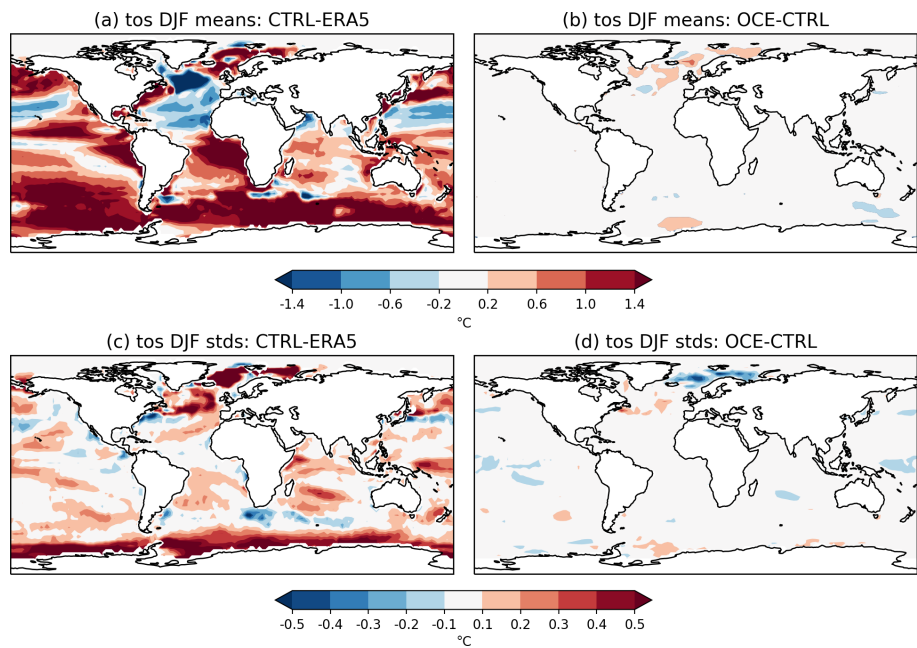 (a) tos DJF means: CTRL-ERA5
(b) tos DJF means: OCE-CTRL
-1.4 -1.0 -0.6 -0.2 0.2 0.6 1.0 1.4
°C
(c) tos DJF stds: CTRL-ERA5
(d) tos DJF stds: OCE-CTRL
-0.5 -0.4 -0.3 -0.2 -0.1 0.1 0.2 0.3 0.4 0.5
°C